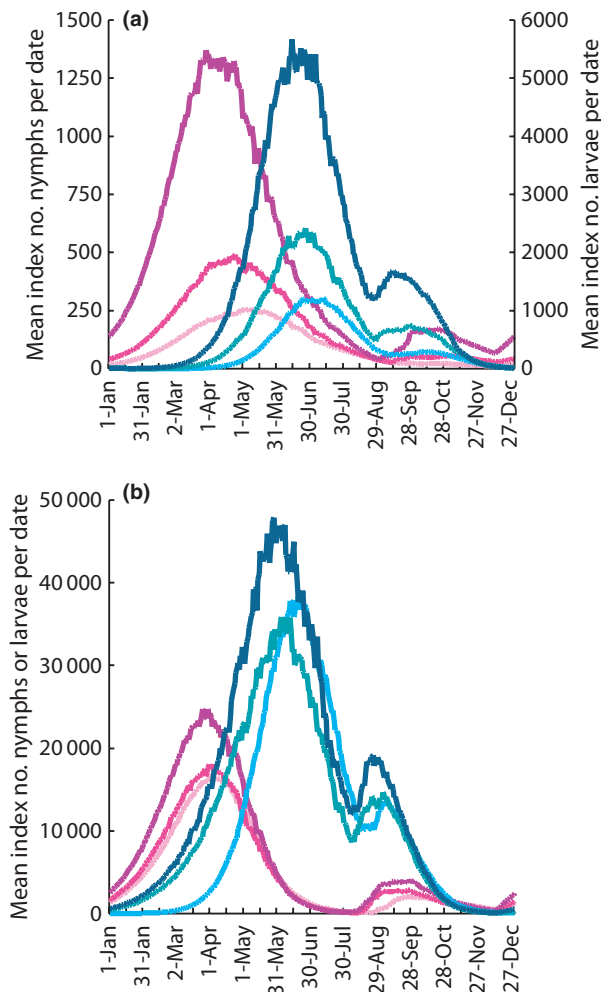 (a)
Mean index no. nymphs per date
1500
1250
1000
750
500
250
0
6000
5000
4000
3000
2000
1000
0
Mean index no. larvae per date
1-Jan
31-Jan
2-Mar
1-Apr
1-May
31-May
30-Jun
30-Jul
29-Aug
28-Sep
28-Oct
27-Nov
27-Dec
(b)
Mean index no. nymphs or larvae per date
50 000
40 000
30 000
20 000
10 000
0
1-Jan
31-Jan
2-Mar
1-Apr
1-May
31-May
30-Jun
30-Jul
29-Aug
28-Sep
28-Oct
27-Nov
27-Dec